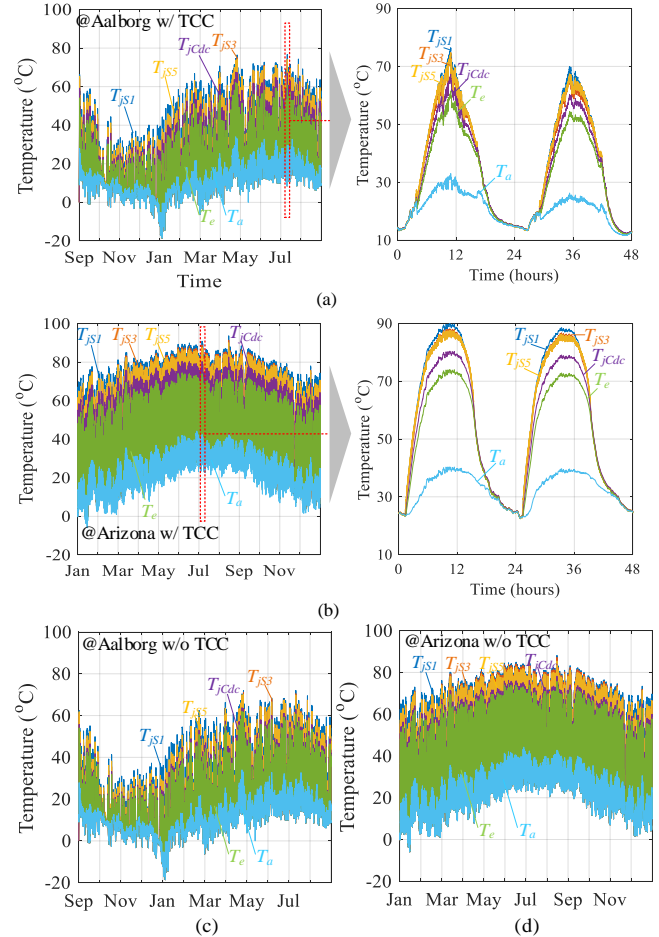 @Aalborg w/ TCC
Temperature (°C)
100
80
60
40
20
0
-20
Sep Nov Jan Mar May Jul
Time
TjS1
TjS5
TjCdc
TjS3
Te
Ta
Temperature (°C)
90
70
50
30
10
0 12 24 36 48
Time (hours)
TjS1
TjS3
TjS5
TjCdc
Te
Ta
(a)
Temperature (°C)
100
80
60
40
20
0
-20
Jan Mar May Jul Sep Nov
TjS1
TjS3
TjS5
TjCdc
Te
Ta
@Arizona w/ TCC
Temperature (°C)
90
70
50
30
10
0 12 24 36 48
Time (hours)
TjS1
TjS3
TjS5
TjCdc
Te
Ta
(b)
@Aalborg w/o TCC
Temperature (°C)
100
80
60
40
20
0
-20
Sep Nov Jan Mar May Jul
TjS1
TjS5
TjCdc
TjS3
Te
Ta
(c)
@Arizona w/o TCC
Temperature (°C)
100
80
60
40
20
0
-20
Jan Mar May Jul Sep Nov
TjS1
TjS3
TjS5
TjCdc
Te
Ta
(d)